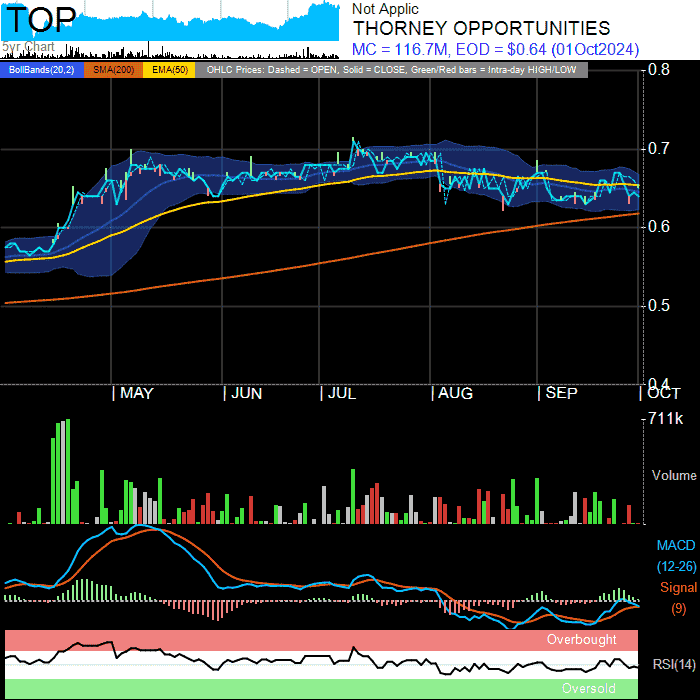 TOP
5yr Chart
Not Applic
THORNEY OPPORTUNITIES
MC = 116.7M, EOD = $0.64 (01Oct2024)
BollBands(20,2) SMA(200) EMA(50) OHLC Prices: Dashed = OPEN, Solid = CLOSE, Green/Red bars = Intra-day HIGH/LOW
0.8
0.7
0.6
0.5
0.4
MAY JUN JUL AUG SEP OCT
711k
Volume
MACD
(12-26)
Signal
(9)
Overbought
RSI(14)
Oversold